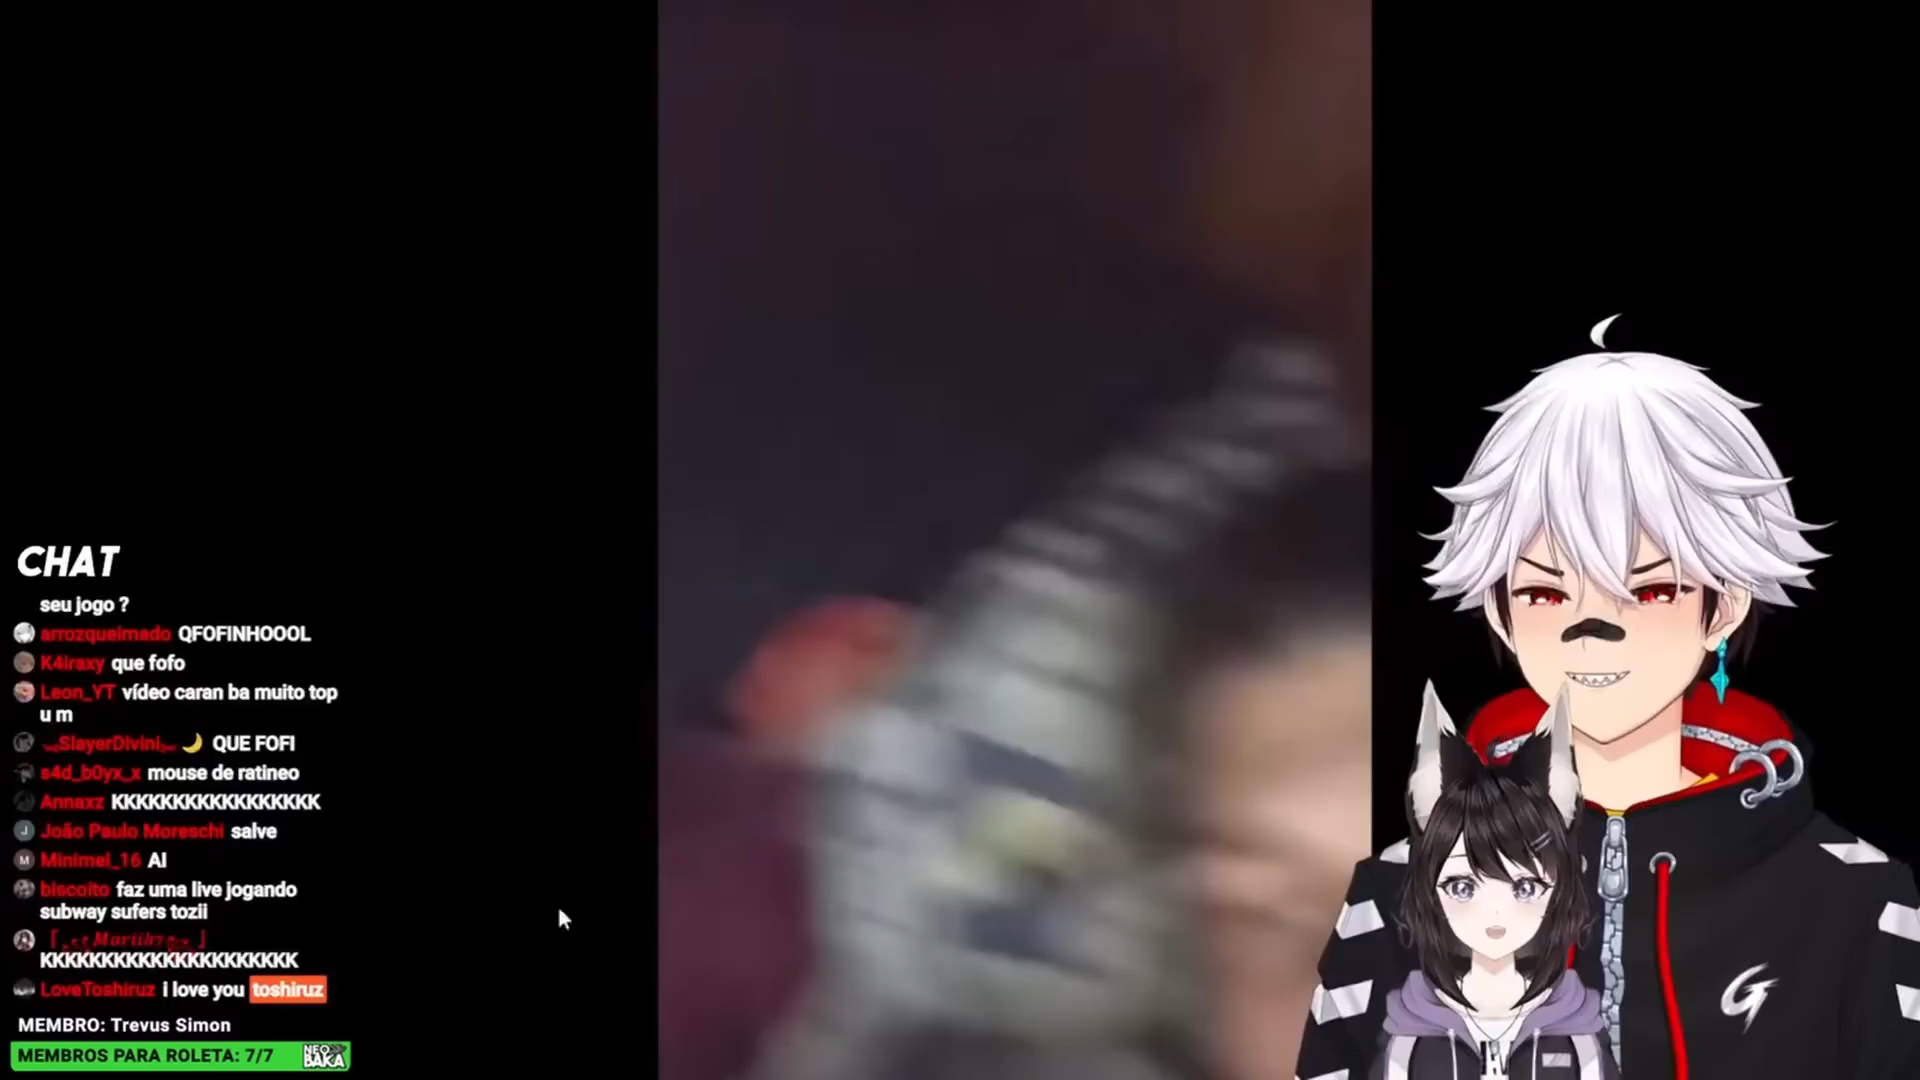 CHAT
seu jogo ?
arrozqueimado QFOFINHOOOL
K4iraxy que fofo
Leon_YT vídeo caran ba muito top
u m
SlayerDivini 🌙 QUE FOFI
s4d_b0yx_x mouse de ratineo
Annaxz KKKKKKKKKKKKKKKKK
J João Paulo Moreschi salve
M Minimel_16 AI
biscoito faz uma live jogando
subway sufers tozii
KKKKKKKKKKKKKKKKKKKKK
LoveToshiruz i love you toshiruz
MEMBRO: Trevus Simon
MEMBROS PARA ROLETA: 7/7 NEO BAKA
G